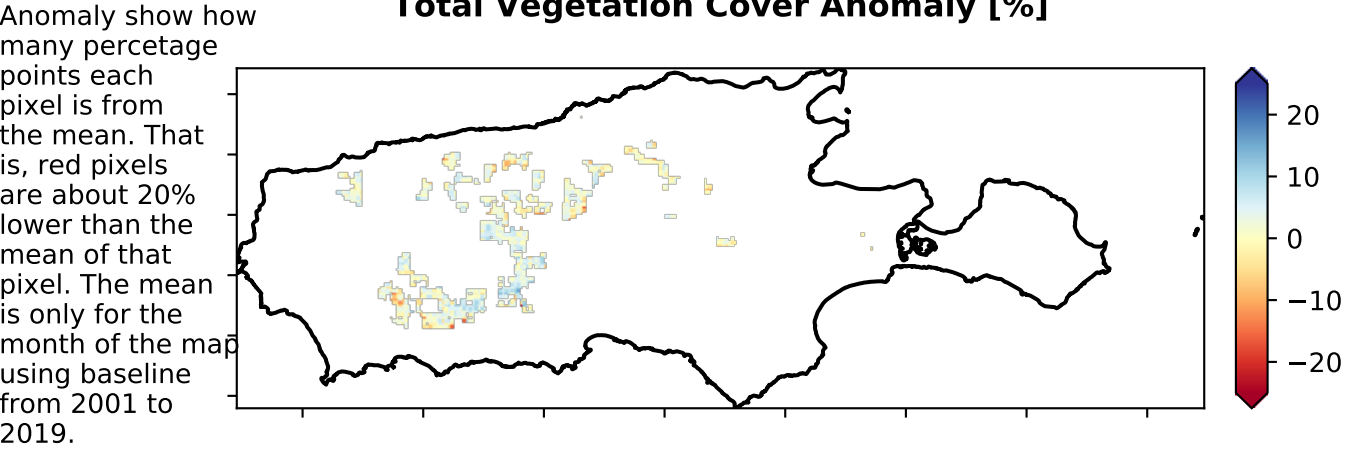 Total Vegetation Cover Anomaly [%]
Anomaly show how
many percetage
points each
pixel is from
the mean. That
is, red pixels
are about 20%
lower than the
mean of that
pixel. The mean
is only for the
month of the map
using baseline
from 2001 to
2019.
20
10
0
−10
−20